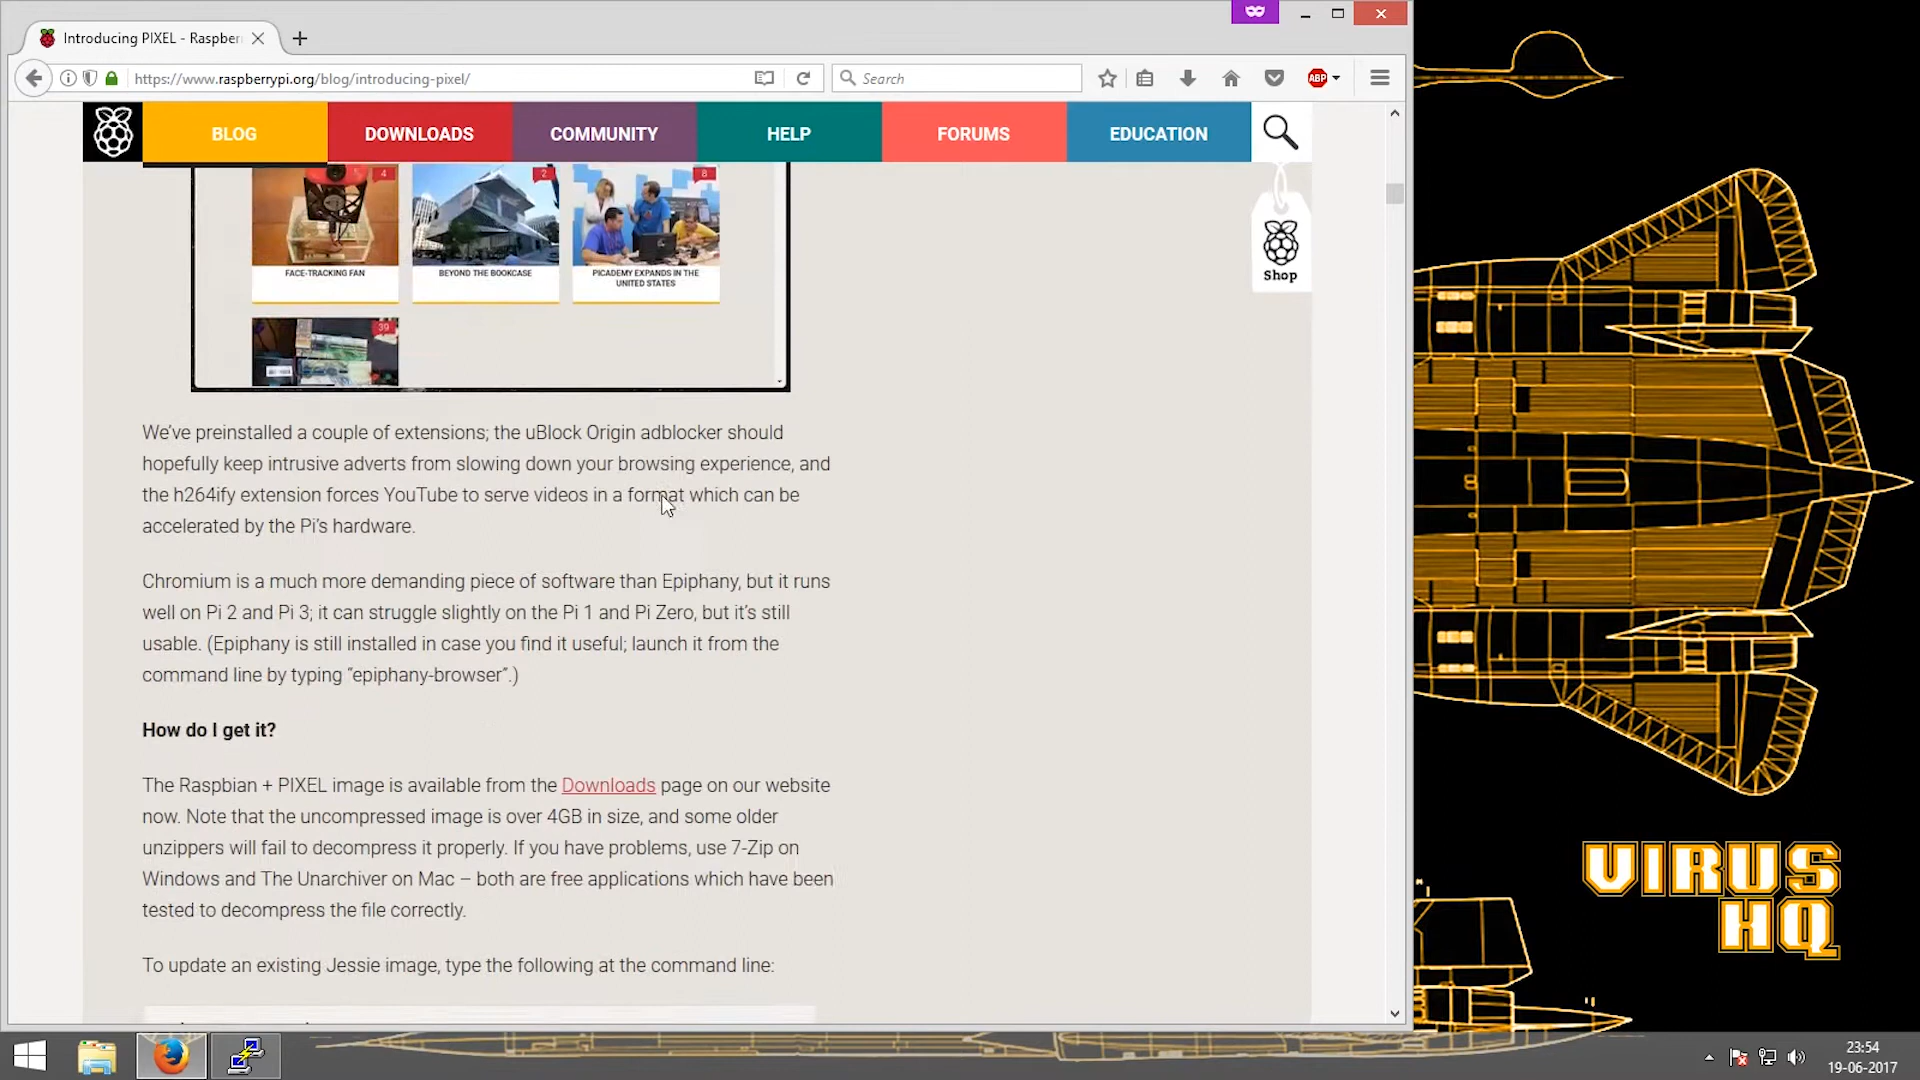 Introducing PIXEL - Raspber
https://www.raspberrypi.org/blog/introducing-pixel/
Search
ABP
BLOG
DOWNLOADS
COMMUNITY
HELP
FORUMS
EDUCATION
Shop
4
2
8
FACE-TRACKING FAN
BEYOND THE BOOKCASE
PICADEMY EXPANDS IN THE
UNITED STATES
39
We’ve preinstalled a couple of extensions; the uBlock Origin adblocker should
hopefully keep intrusive adverts from slowing down your browsing experience, and
the h264ify extension forces YouTube to serve videos in a format which can be
accelerated by the Pi’s hardware.
Chromium is a much more demanding piece of software than Epiphany, but it runs
well on Pi 2 and Pi 3; it can struggle slightly on the Pi 1 and Pi Zero, but it’s still
usable. (Epiphany is still installed in case you find it useful; launch it from the
command line by typing “epiphany-browser”.)
How do I get it?
The Raspbian + PIXEL image is available from the Downloads page on our website
now. Note that the uncompressed image is over 4GB in size, and some older
unzippers will fail to decompress it properly. If you have problems, use 7-Zip on
Windows and The Unarchiver on Mac – both are free applications which have been
tested to decompress the file correctly.
To update an existing Jessie image, type the following at the command line:
VIRUS
HQ
23:54
19-06-2017